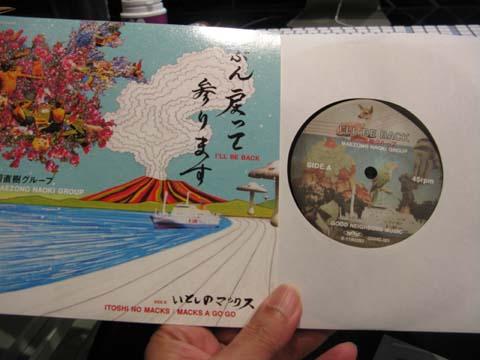 ぶん戻って
参ります
I'LL BE BACK
直樹グループ
MAEZONO NAOKI GROUP
SIDE B いとしのマックス
ITOSHI NO MACKS - MACKS A GO GO
I'LL BE BACK
MAEZONO NAOKI GROUP
SIDE A
45rpm
GOOD NEIGHBORS MUSIC